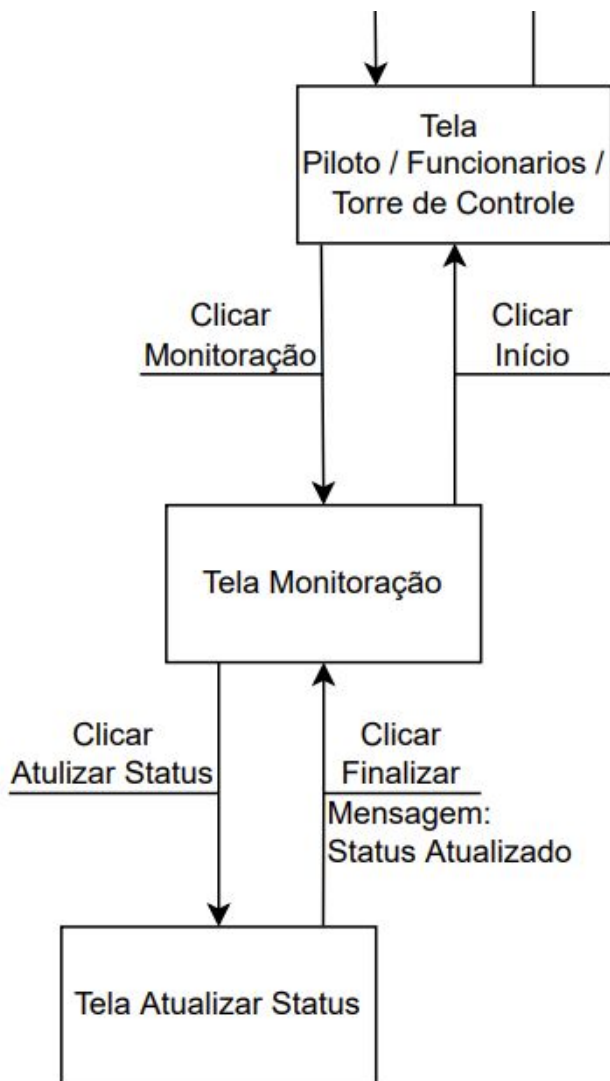 Tela
Piloto / Funcionarios /
Torre de Controle
Clicar
Monitoração
Clicar
Início
Tela Monitoração
Clicar
Atulizar Status
Clicar
Finalizar
Mensagem:
Status Atualizado
Tela Atualizar Status